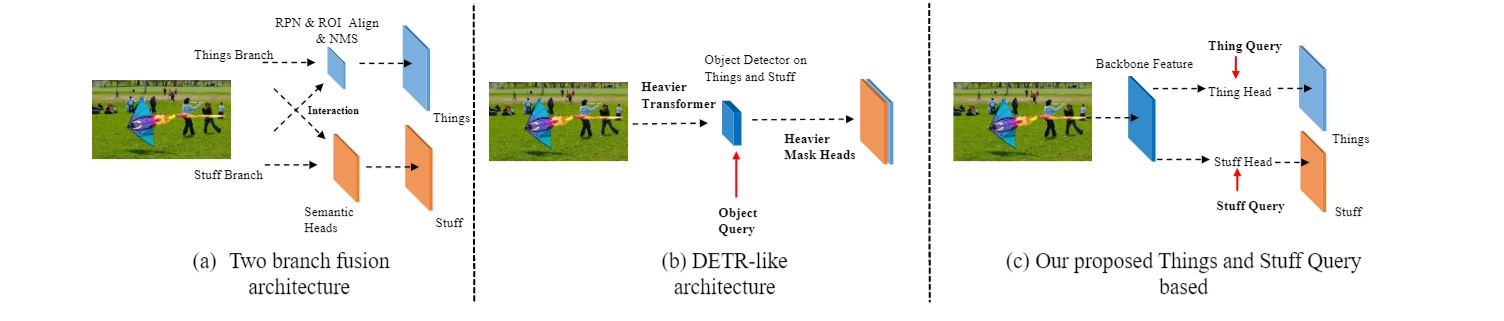 RPN & ROI Align
& NMS
Things Branch
Interaction
Things
Stuff Branch
Semantic
Heads
Stuff
(a) Two branch fusion
architecture
Object Detector on
Things and Stuff
Heavier
Transformer
Heavier
Mask Heads
Object
Query
(b) DETR-like
architecture
Thing Query
Backbone Feature
Thing Head
Things
Stuff Head
Stuff Query
Stuff
(c) Our proposed Things and Stuff Query
based